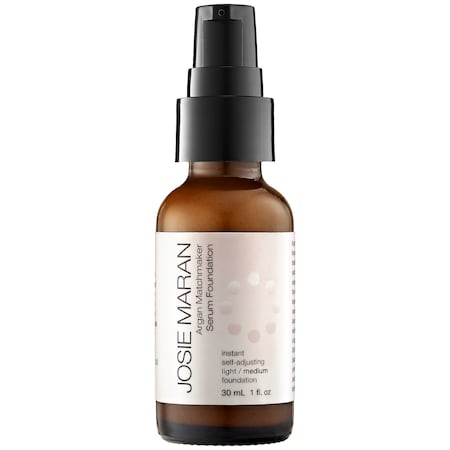 JOSIE MARAN
Argan Matchmaker
Serum Foundation
instant
self-adjusting
light / medium
foundation
30 mL 1 fl. oz